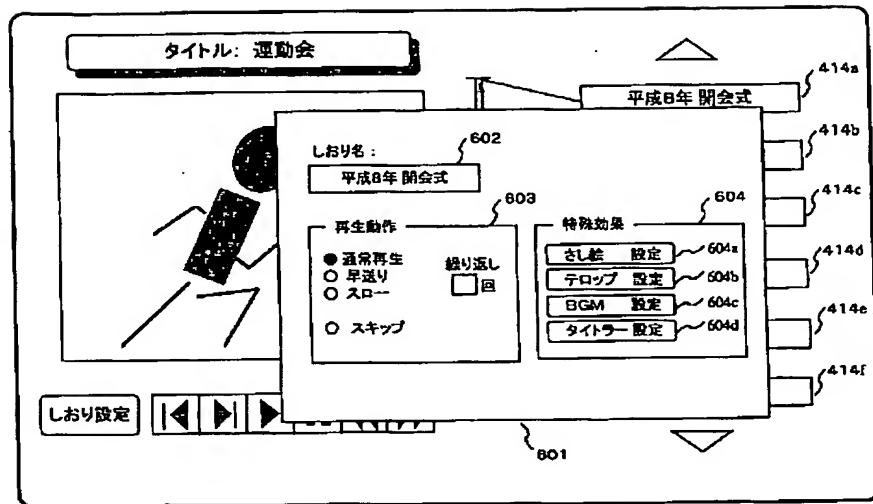 タイトル: 運動会
414a
平成8年 開会式
414b
602
しおり名:
平成8年 開会式
414c
603
604
再生動作
特殊効果
通常再生
早送り
スロー
スキップ
繰り返し
回
さし絵 設定
604a
テロップ 設定
604b
BGM 設定
604c
タイトラー 設定
604d
414d
414e
414f
しおり設定
601